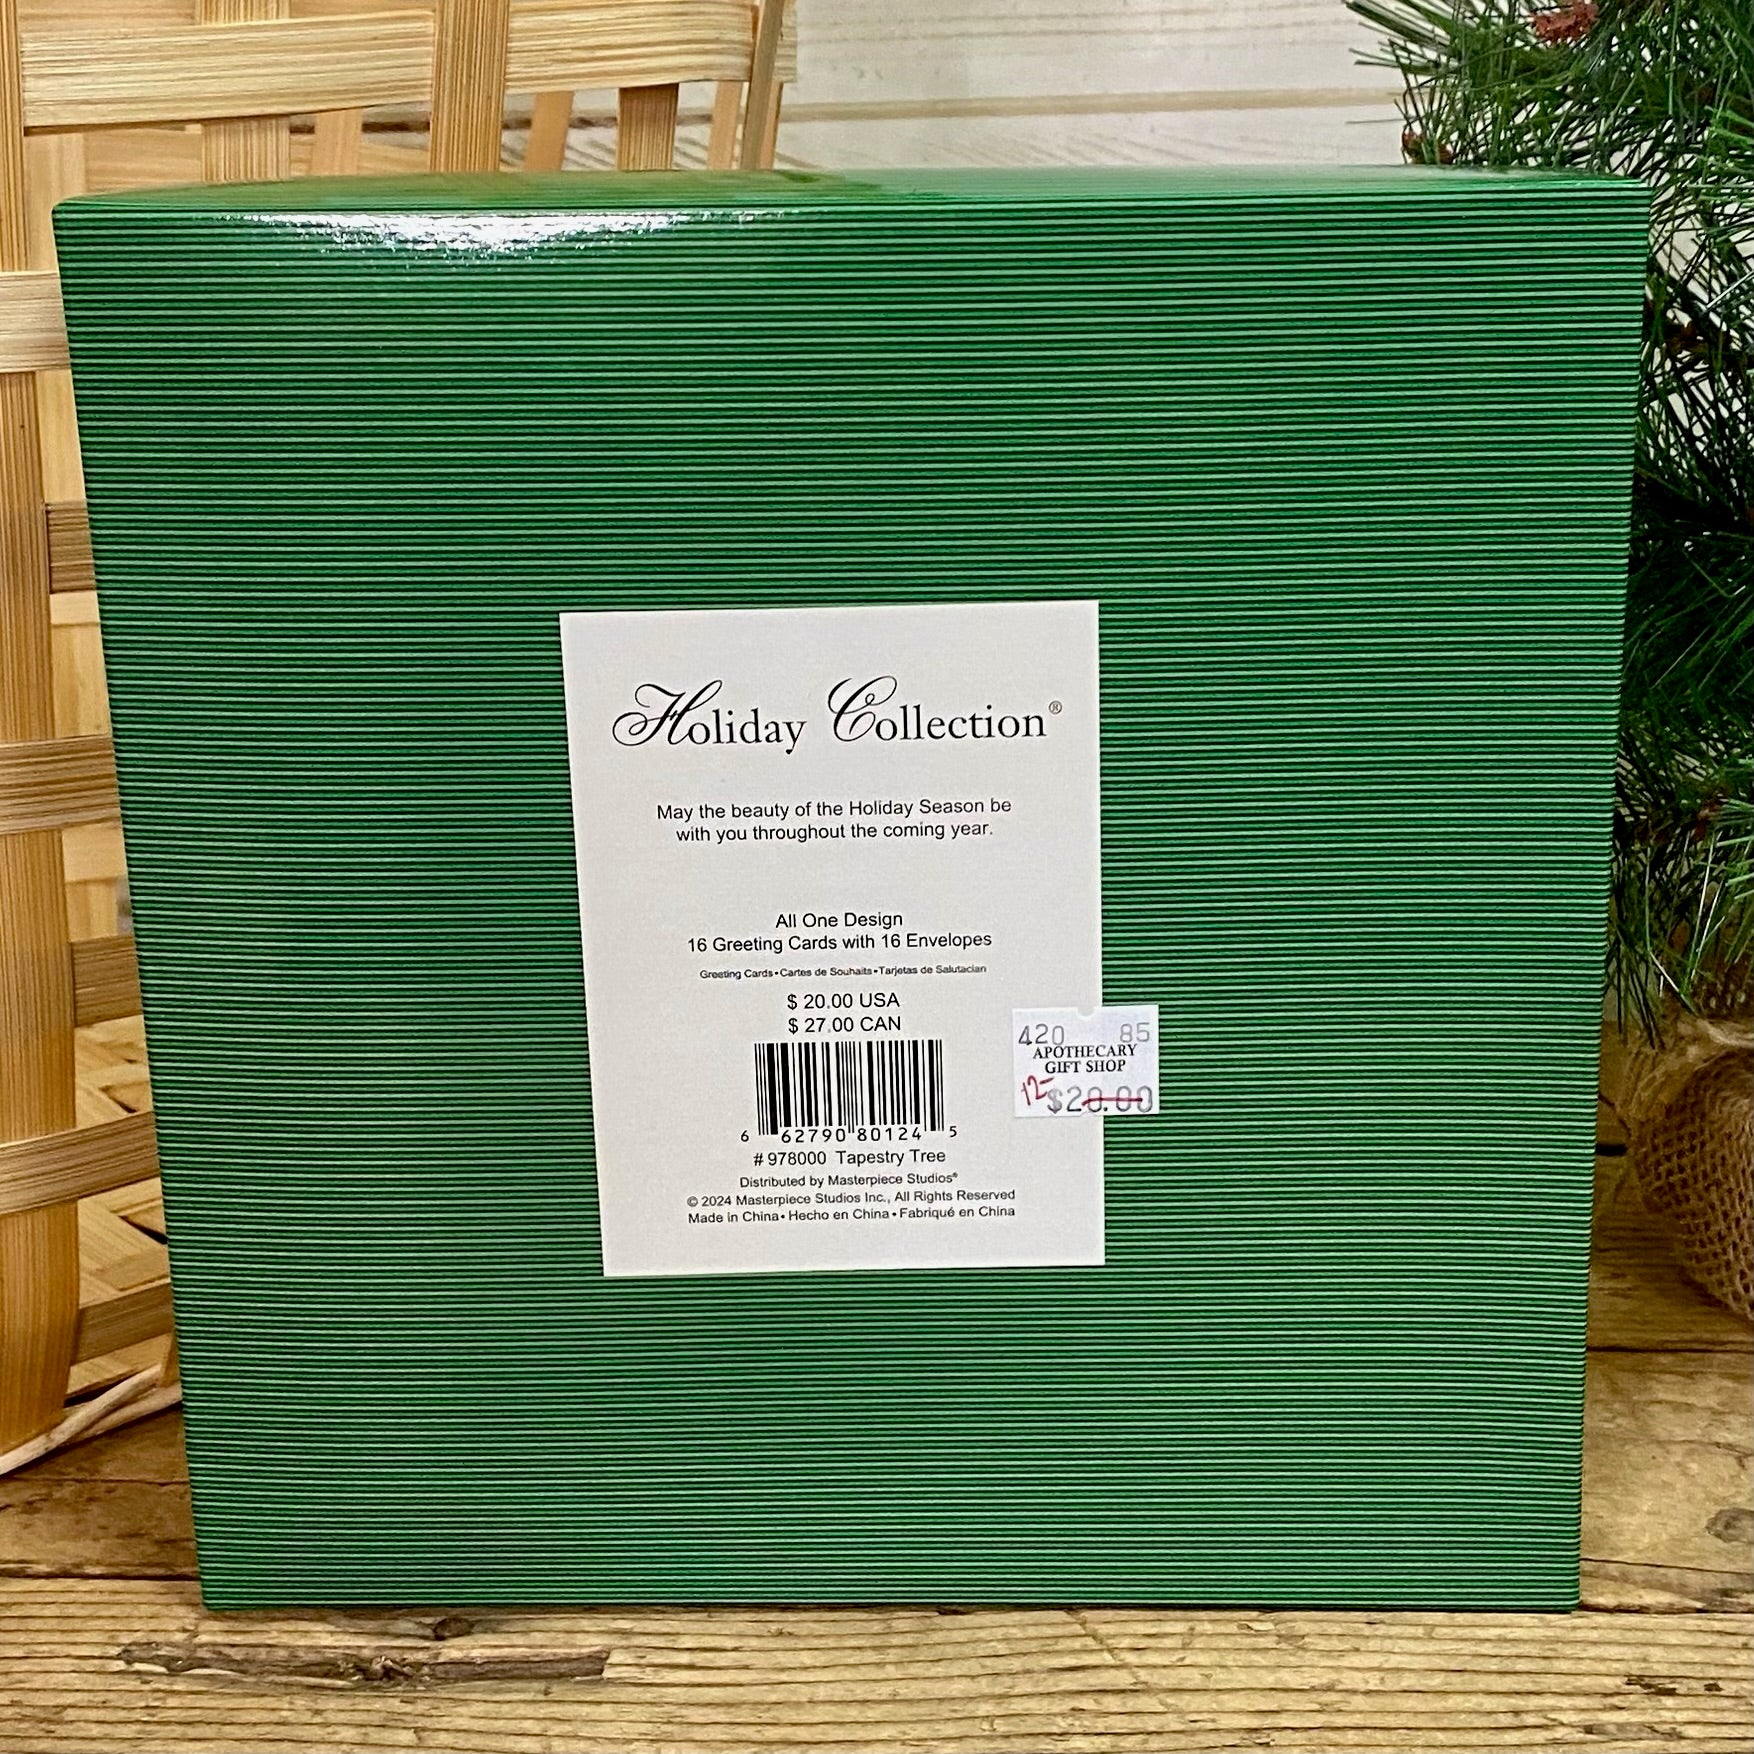 Holiday Collection®
May the beauty of the Holiday Season be
with you throughout the coming year.
All One Design
16 Greeting Cards with 16 Envelopes
Greeting Cards•Cartes de Souhaits•Tarjetas de Salutacian
$ 20.00 USA
$ 27.00 CAN
6 62790 80124 5
# 978000 Tapestry Tree
Distributed by Masterpiece Studios®
© 2024 Masterpiece Studios Inc., All Rights Reserved
Made in China• Hecho en China • Fabriqué en China
420 85
APOTHECARY
GIFT SHOP
12-
$20.00